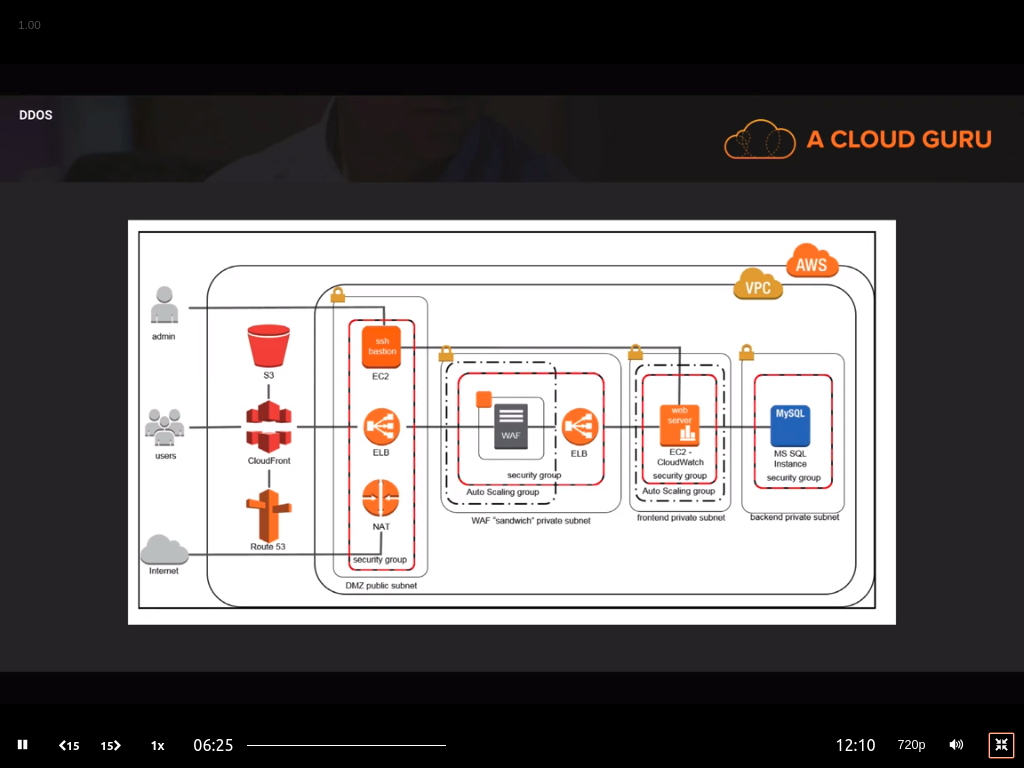 1.00
DDOS
A CLOUD GURU
AWS
VPC
admin
ssh
bastion
EC2
S3
users
CloudFront
ELB
WAF
ELB
security group
Auto Scaling group
WAF "sandwich" private subnet
web
server
EC2 -
CloudWatch
security group
Auto Scaling group
frontend private subnet
MySQL
MS SQL
Instance
security group
backend private subnet
NAT
Route 53
Internet
security group
DMZ public subnet
15
15
1x
06:25
12:10
720p